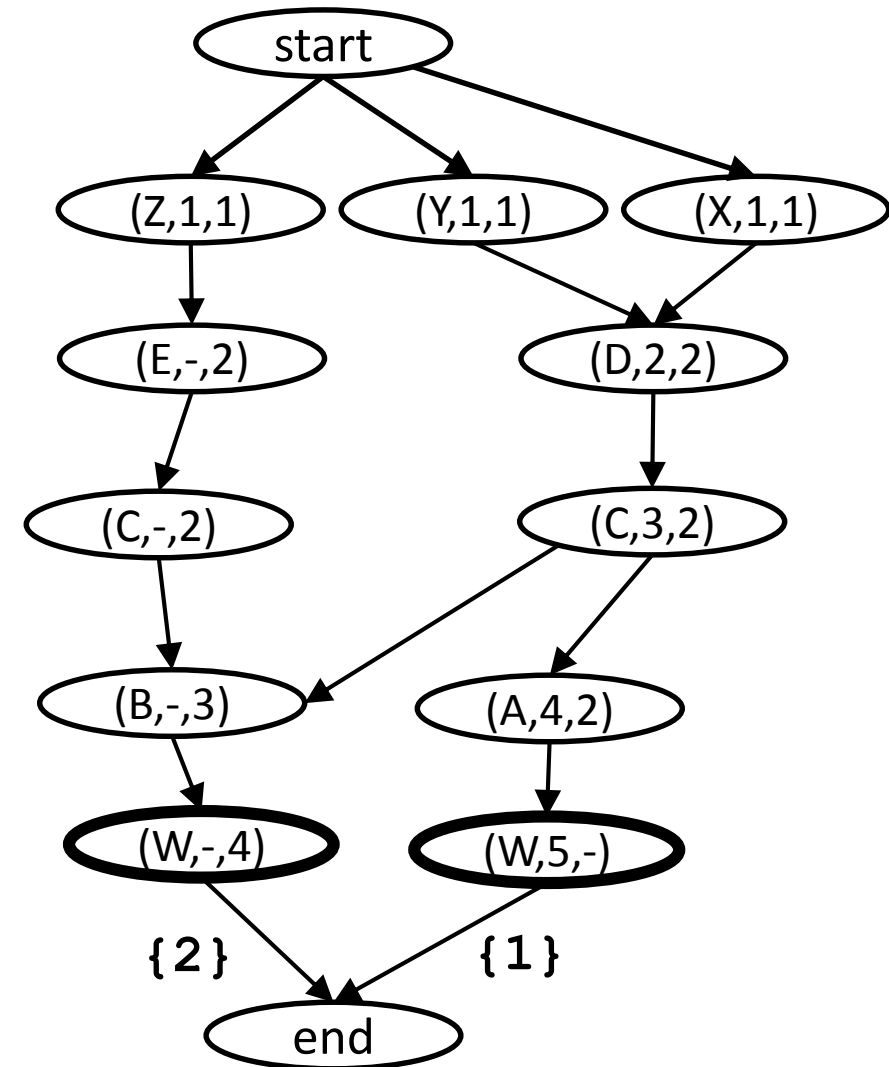 start
(Z,1,1) (Y,1,1) (X,1,1)
(E,-,2) (D,2,2)
(C,-,2) (C,3,2)
(B,-,3) (A,4,2)
(W,-,4) (W,5,-)
{2} {1}
end